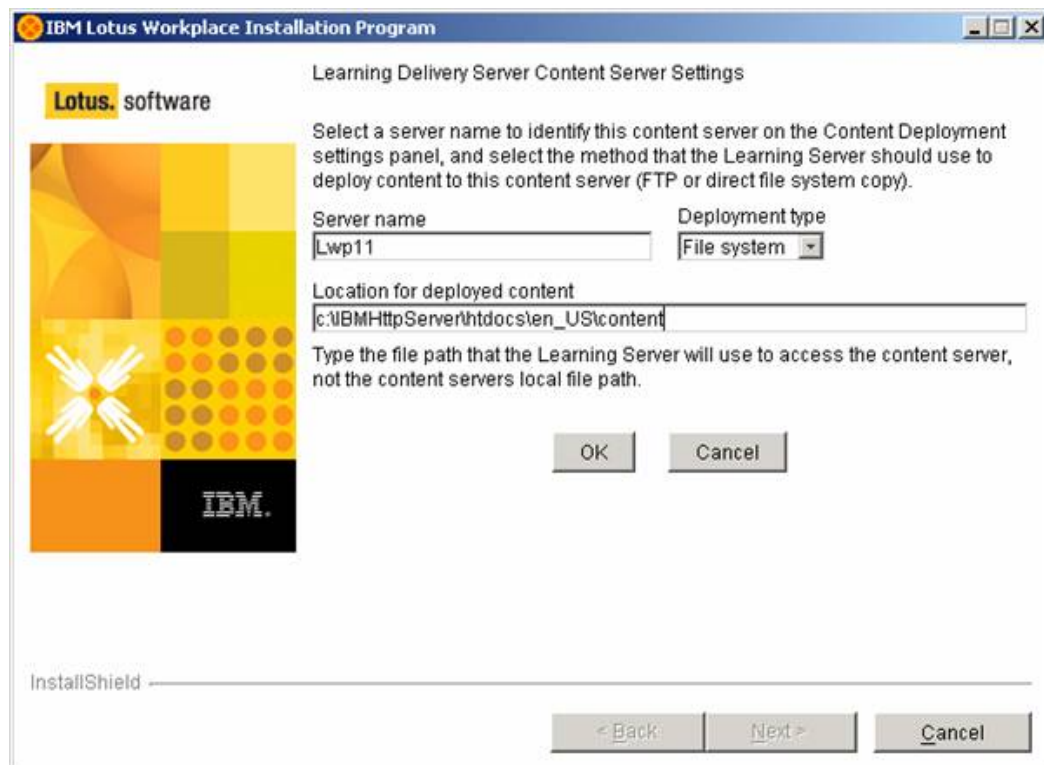 IBM Lotus Workplace Installation Program
Lotus. software
Learning Delivery Server Content Server Settings
Select a server name to identify this content server on the Content Deployment
settings panel, and select the method that the Learning Server should use to
deploy content to this content server (FTP or direct file system copy).
Server name
Deployment type
Lwp11
File system
Location for deployed content
c:\IBMHttpServer\htdocs\en_US\content
Type the file path that the Learning Server will use to access the content server,
not the content servers local file path.
OK
Cancel
IBM.
InstallShield
< Back
Next >
Cancel